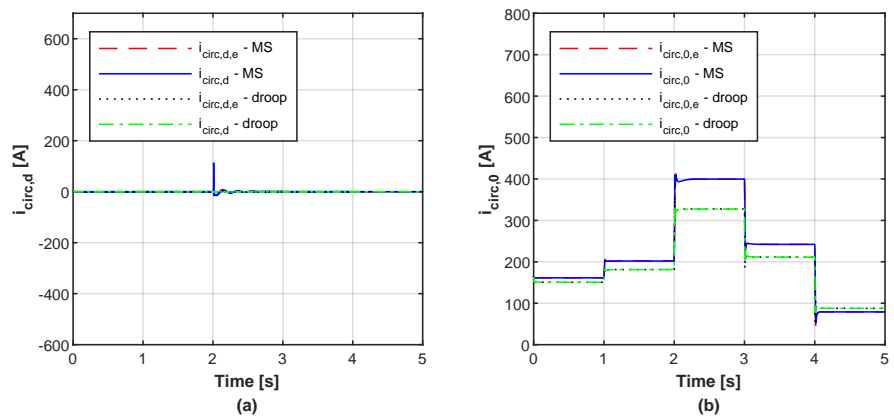 600
400
200
0
-200
-400
-600
i_circ,d [A]
i_circ,d,e - MS
i_circ,d - MS
i_circ,d,e - droop
i_circ,d - droop
0 1 2 3 4 5
Time [s]
(a)
800
700
600
500
400
300
200
100
0
i_circ,0 [A]
i_circ,0,e - MS
i_circ,0 - MS
i_circ,0,e - droop
i_circ,0 - droop
0 1 2 3 4 5
Time [s]
(b)